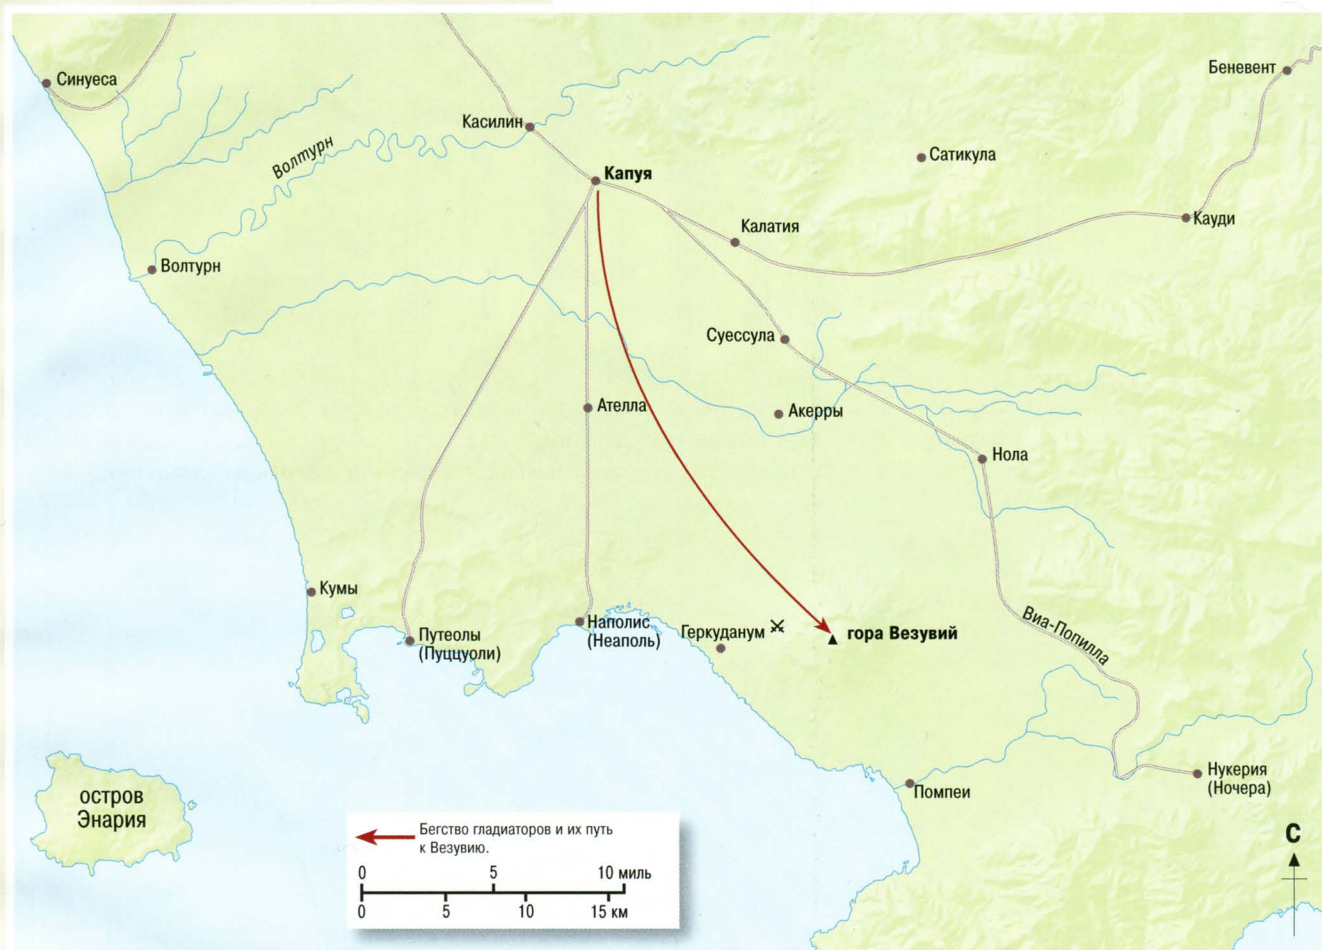 Синуеса
Беневент
Касилин
Волтурн
Сатикула
Капуя
Кауди
Калатия
Волтурн
Суессула
Ателла
Акерры
Нола
Кумы
Виа-Попилла
Путеолы
(Пуццуоли)
Наполис
(Неаполь)
Геркуданум
гора Везувий
Нукерия
(Ночера)
Помпеи
остров
Энария
Бегство гладиаторов и их путь
к Везувию.
0 5 10 миль
0 5 10 15 км
С